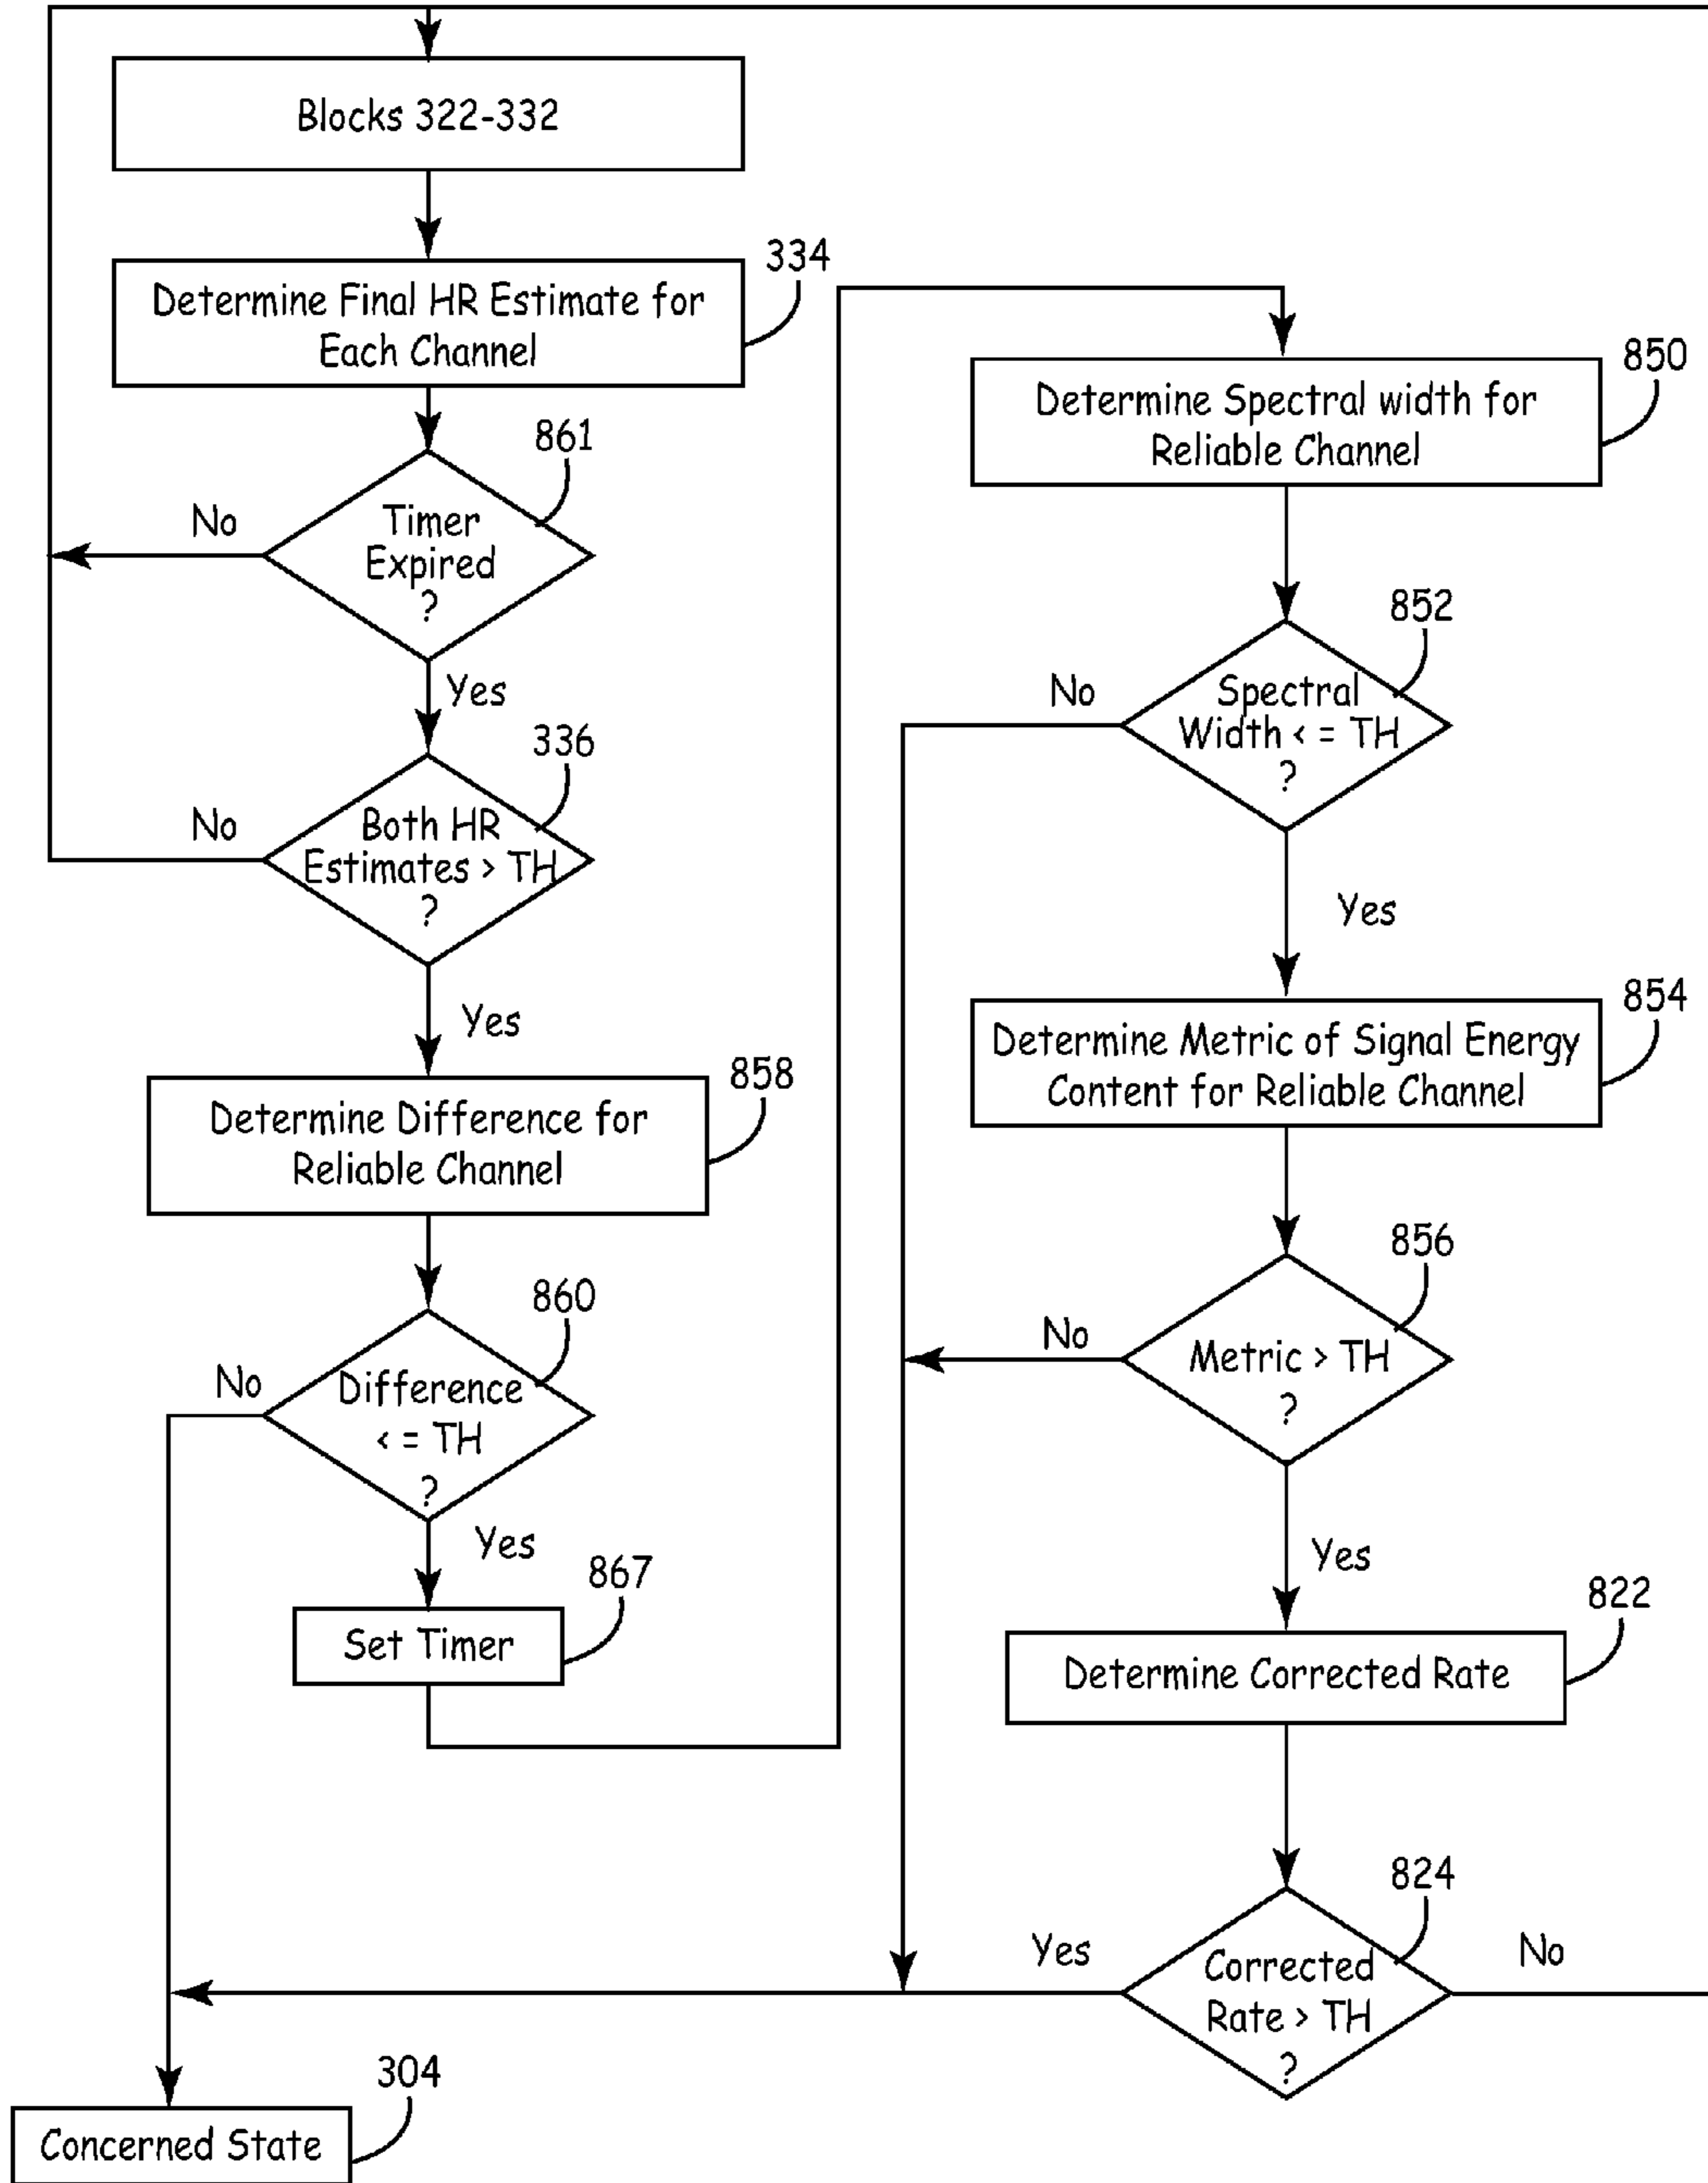 Blocks 322-332
334
Determine Final HR Estimate for
Each Channel
861
No
Timer
Expired
?
Yes
336
No
Both HR
Estimates > TH
?
Yes
858
Determine Difference for
Reliable Channel
860
No
Difference
< = TH
?
Yes
867
Set Timer
850
Determine Spectral width for
Reliable Channel
852
No
Spectral
Width < = TH
?
Yes
854
Determine Metric of Signal Energy
Content for Reliable Channel
856
No
Metric > TH
?
Yes
822
Determine Corrected Rate
824
Yes
Corrected
Rate > TH
?
No
304
Concerned State